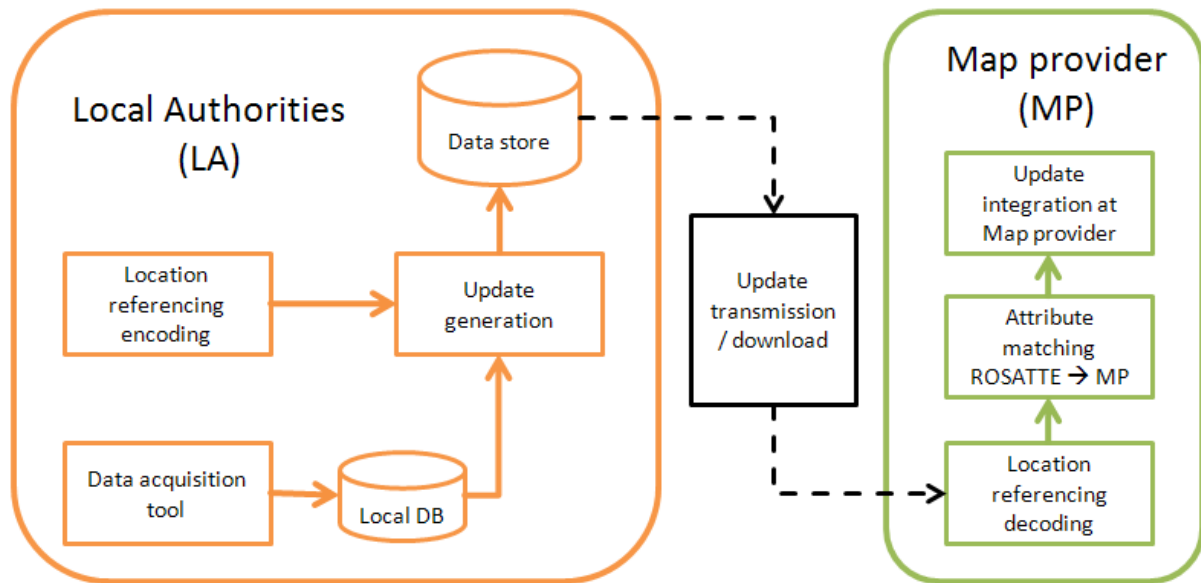 Local Authorities
(LA)
Data store
Location
referencing
encoding
Update
generation
Data acquisition
tool
Local DB
Update
transmission
/ download
Map provider
(MP)
Update
integration at
Map provider
Attribute
matching
ROSATTE → MP
Location
referencing
decoding